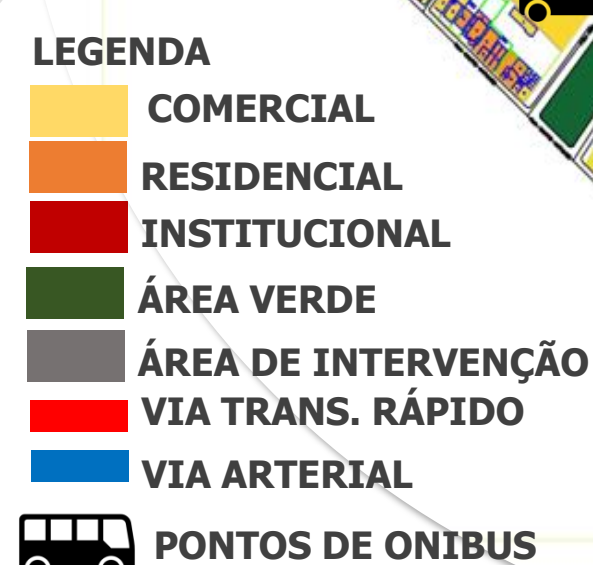 LEGENDA
COMERCIAL
RESIDENCIAL
INSTITUCIONAL
ÁREA VERDE
ÁREA DE INTERVENÇÃO
VIA TRANS. RÁPIDO
VIA ARTERIAL
PONTOS DE ONIBUS